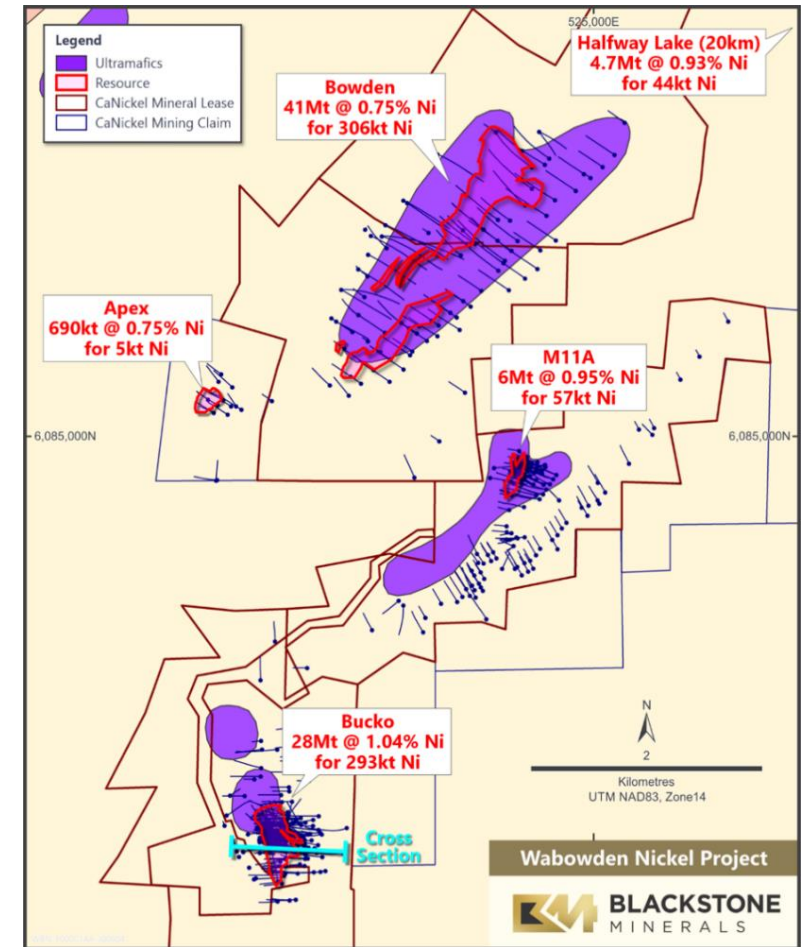 Legend
Ultramafics
Resource
CaNickel Mineral Lease
CaNickel Mining Claim
525,000E
Halfway Lake (20km)
4.7Mt @ 0.93% Ni
for 44kt Ni
Bowden
41Mt @ 0.75% Ni
for 306kt Ni
Apex
690kt @ 0.75% Ni
for 5kt Ni
M11A
6Mt @ 0.95% Ni
for 57kt Ni
6,085,000N
6,085,000N
Bucko
28Mt @ 1.04% Ni
for 293kt Ni
N
2
Kilometres
UTM NAD83, Zone14
Cross
Section
Wabowden Nickel Project
BLACKSTONE
MINERALS